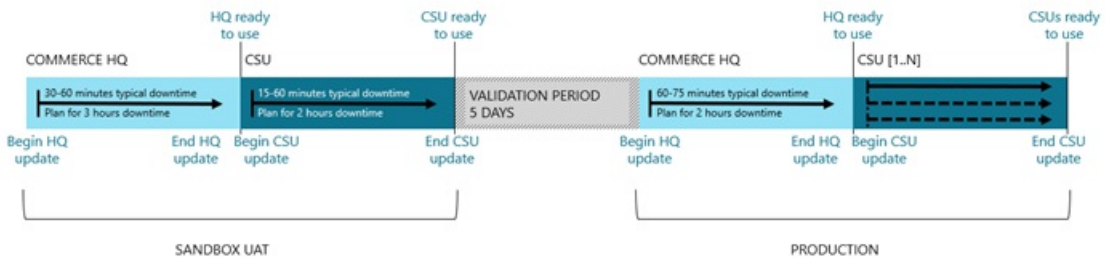 HQ ready
to use
CSU ready
to use
HQ ready
to use
CSUs ready
to use
COMMERCE HQ
CSU
COMMERCE HQ
CSU [1..N]
30-60 minutes typical downtime
Plan for 3 hours downtime
15-60 minutes typical downtime
Plan for 2 hours downtime
VALIDATION PERIOD
5 DAYS
60-75 minutes typical downtime
Plan for 2 hours downtime
Begin HQ
update
End HQ
update
Begin CSU
update
End CSU
update
Begin HQ
update
End HQ
update
Begin CSU
update
End CSU
update
SANDBOX UAT
PRODUCTION